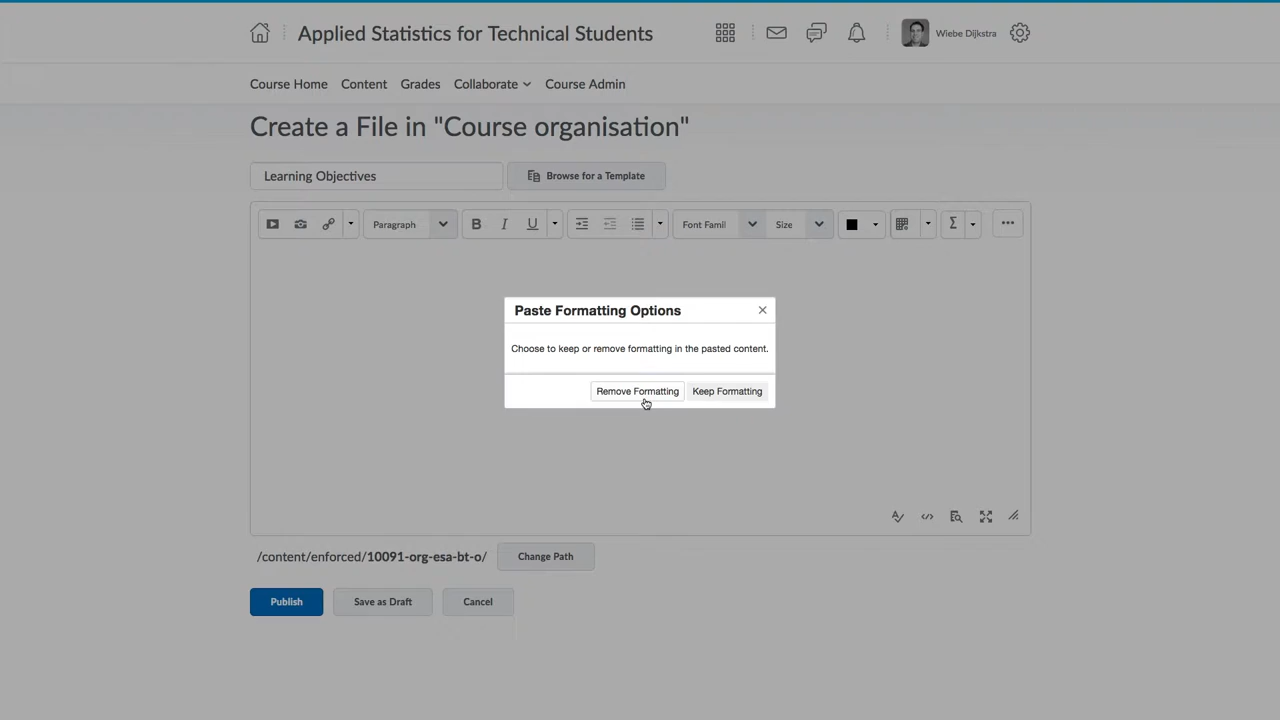 Applied Statistics for Technical Students
Wiebe Dijkstra
Course Home Content Grades Collaborate Course Admin
Create a File in "Course organisation"
Learning Objectives Browse for a Template
Paragraph B I U Font Famil Size Σ
Paste Formatting Options
Choose to keep or remove formatting in the pasted content.
Remove Formatting Keep Formatting
/content/enforced/10091-org-esa-bt-o/ Change Path
Publish Save as Draft Cancel